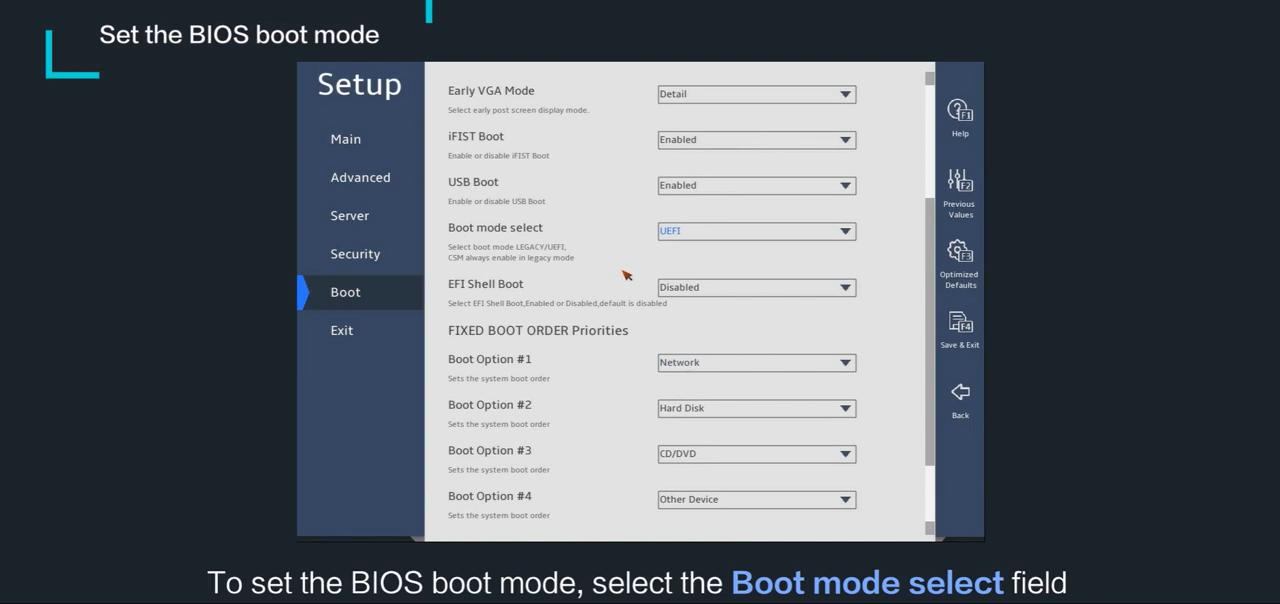 Set the BIOS boot mode
Setup
Main
Advanced
Server
Security
Boot
Exit
Early VGA Mode
Detail
Select early post screen display mode.
iFIST Boot
Enabled
Enable or disable iFIST Boot
USB Boot
Enabled
Enable or disable USB Boot
Boot mode select
UEFI
Select boot mode LEGACY/UEFI,
CSM always enable in legacy mode
EFI Shell Boot
Disabled
Select EFI Shell Boot,Enabled or Disabled,default is disabled
FIXED BOOT ORDER Priorities
Boot Option #1
Network
Sets the system boot order
Boot Option #2
Hard Disk
Sets the system boot order
Boot Option #3
CD/DVD
Sets the system boot order
Boot Option #4
Other Device
Sets the system boot order
F1
Help
F2
Previous
Values
F3
Optimized
Defaults
F4
Save & Exit
Back
To set the BIOS boot mode, select the Boot mode select field